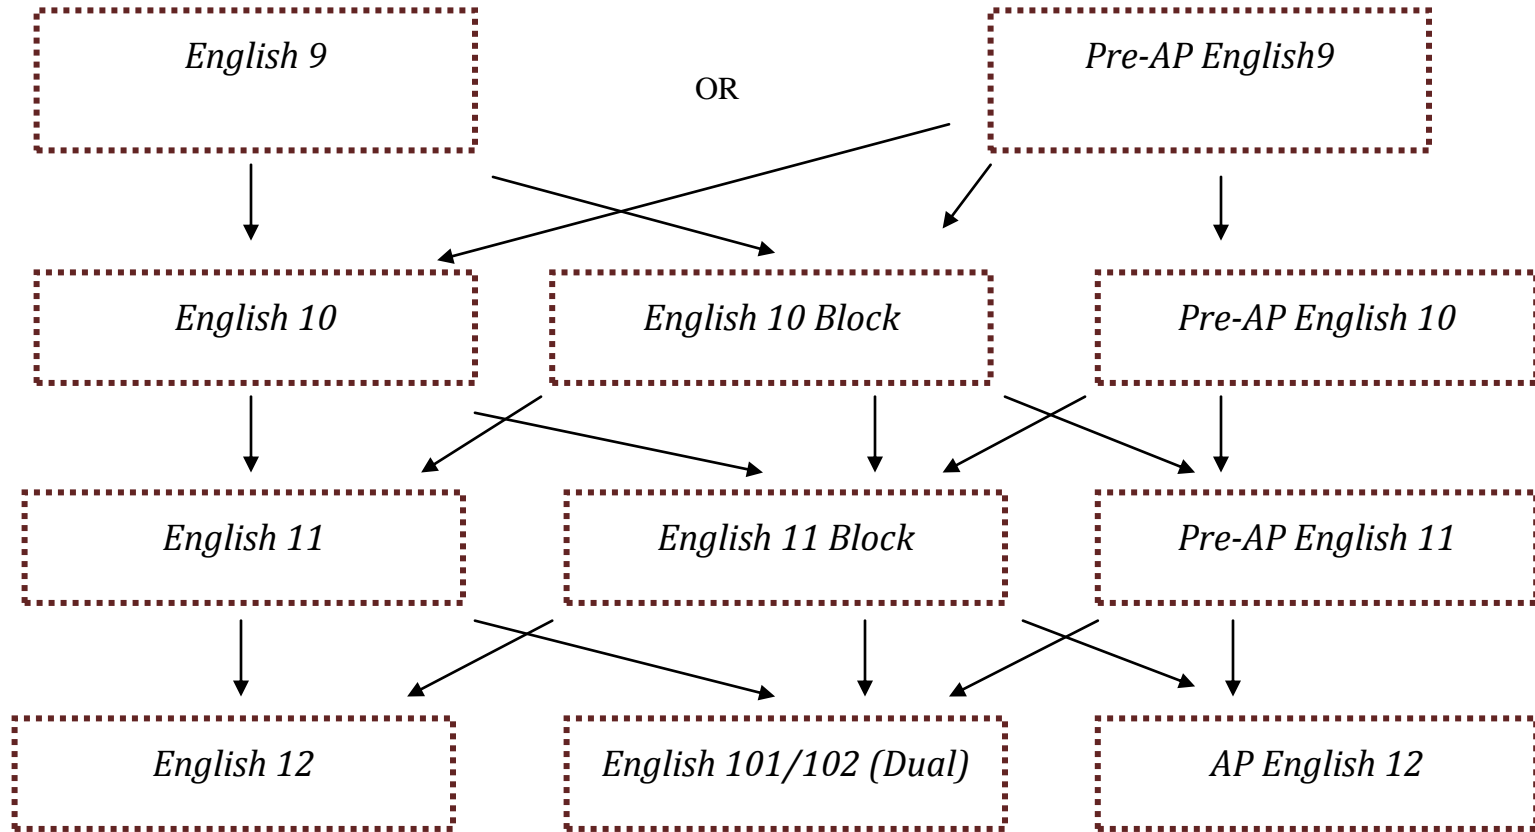 English 9
OR
Pre-AP English9
English 10
English 10 Block
Pre-AP English 10
English 11
English 11 Block
Pre-AP English 11
English 12
English 101/102 (Dual)
AP English 12